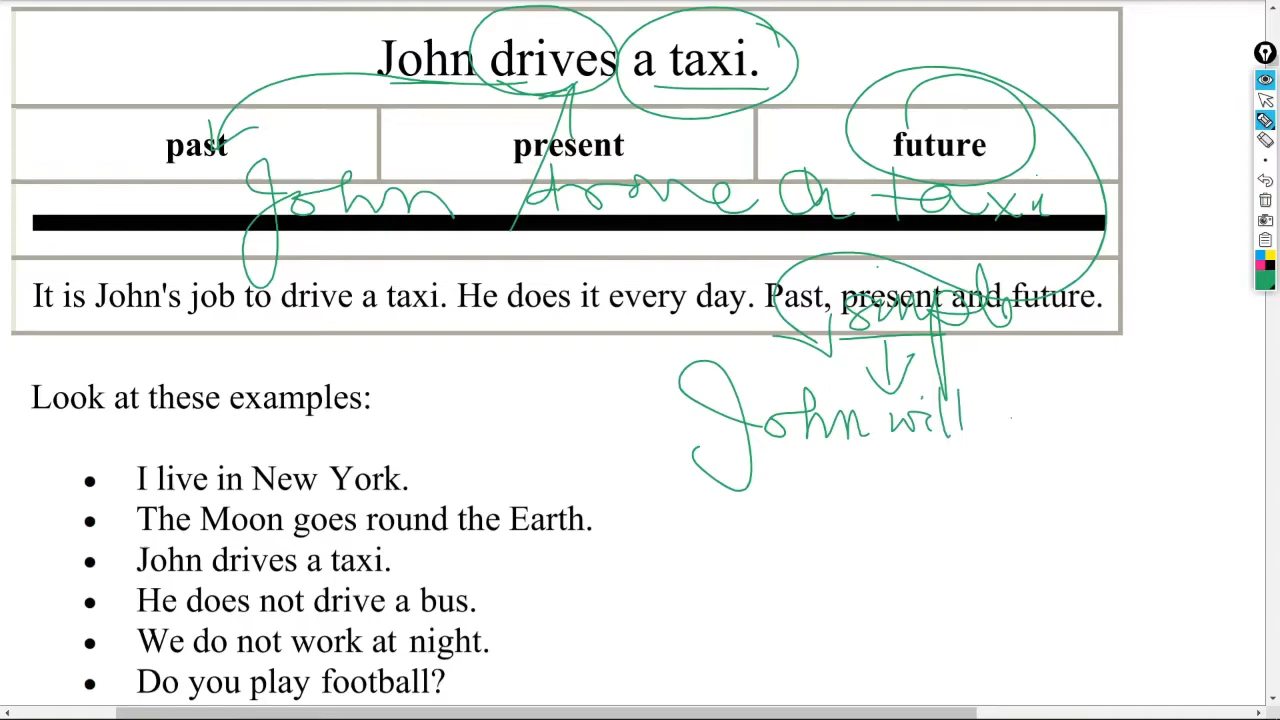 John drives a taxi.
past present future
John drove a taxi
It is John's job to drive a taxi. He does it every day. Past, present and future.
simple
John will
Look at these examples:
• I live in New York.
• The Moon goes round the Earth.
• John drives a taxi.
• He does not drive a bus.
• We do not work at night.
• Do you play football?